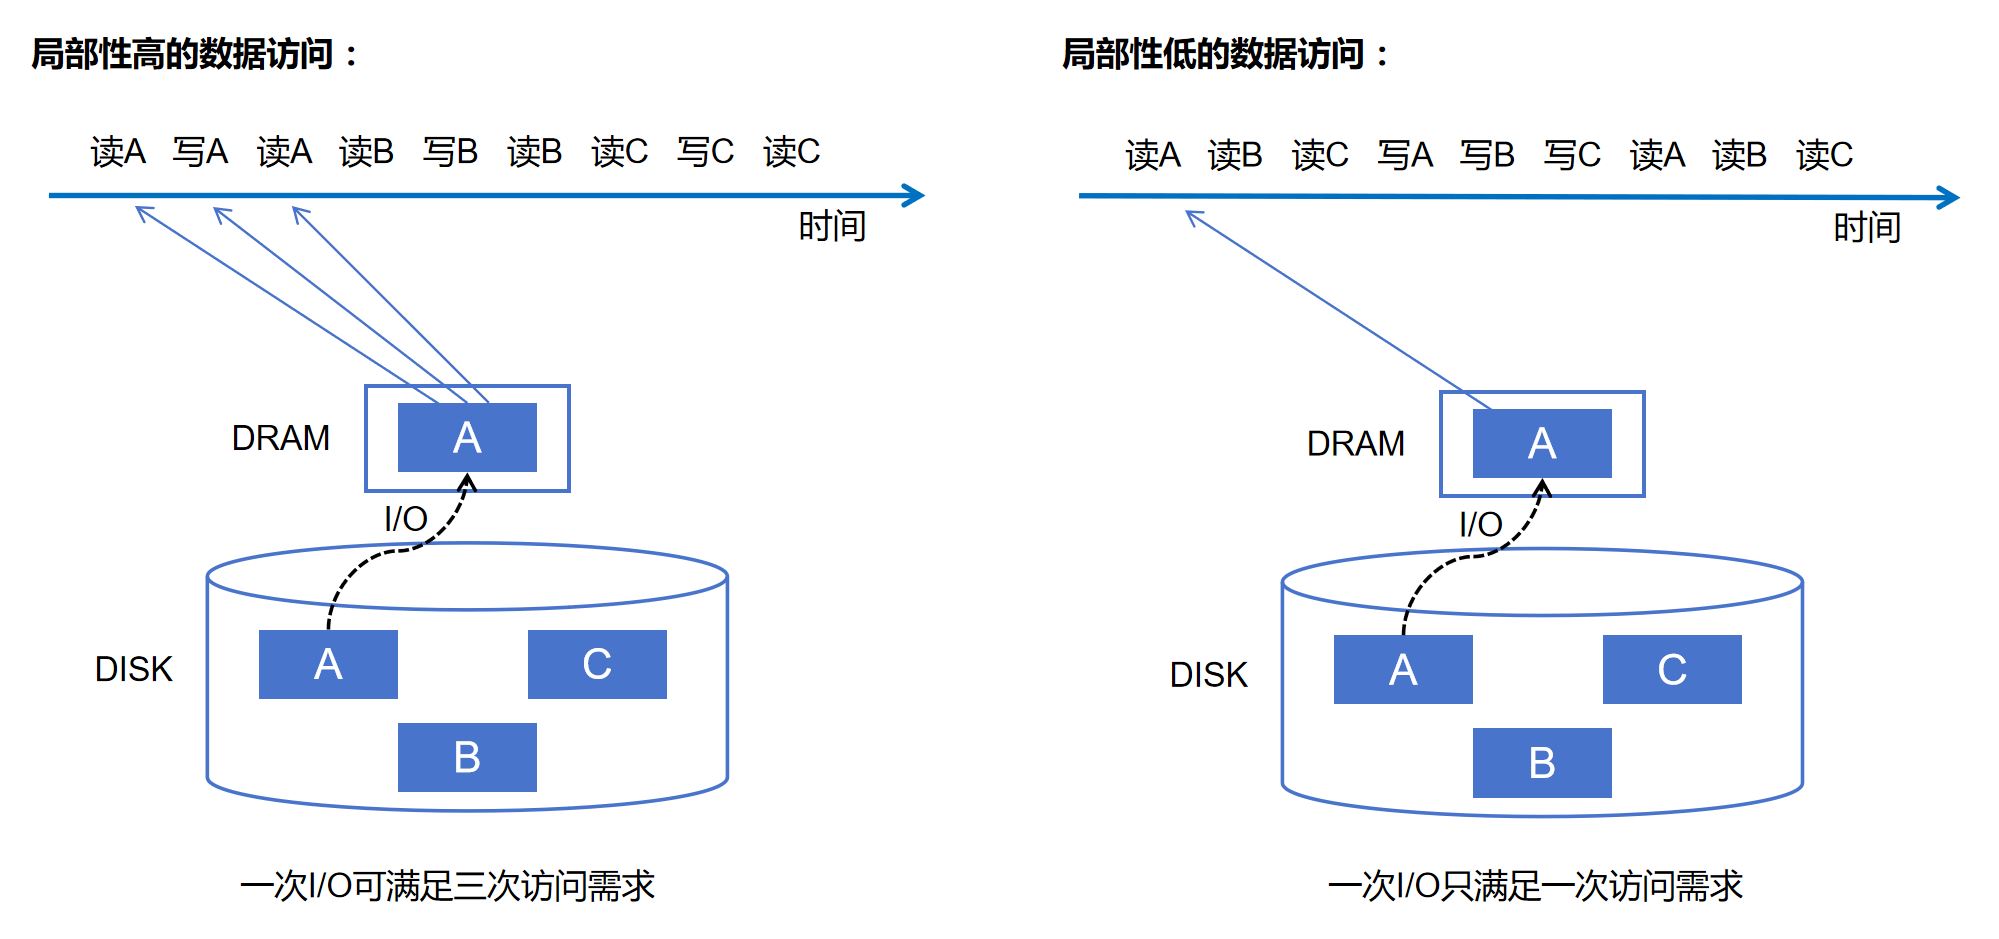 局部性高的数据访问：
读A 写A 读A 读B 写B 读B 读C 写C 读C
时间
DRAM
A
I/O
DISK
A
C
B
一次I/O可满足三次访问需求
局部性低的数据访问：
读A 读B 读C 写A 写B 写C 读A 读B 读C
时间
DRAM
A
I/O
DISK
A
C
B
一次I/O只满足一次访问需求